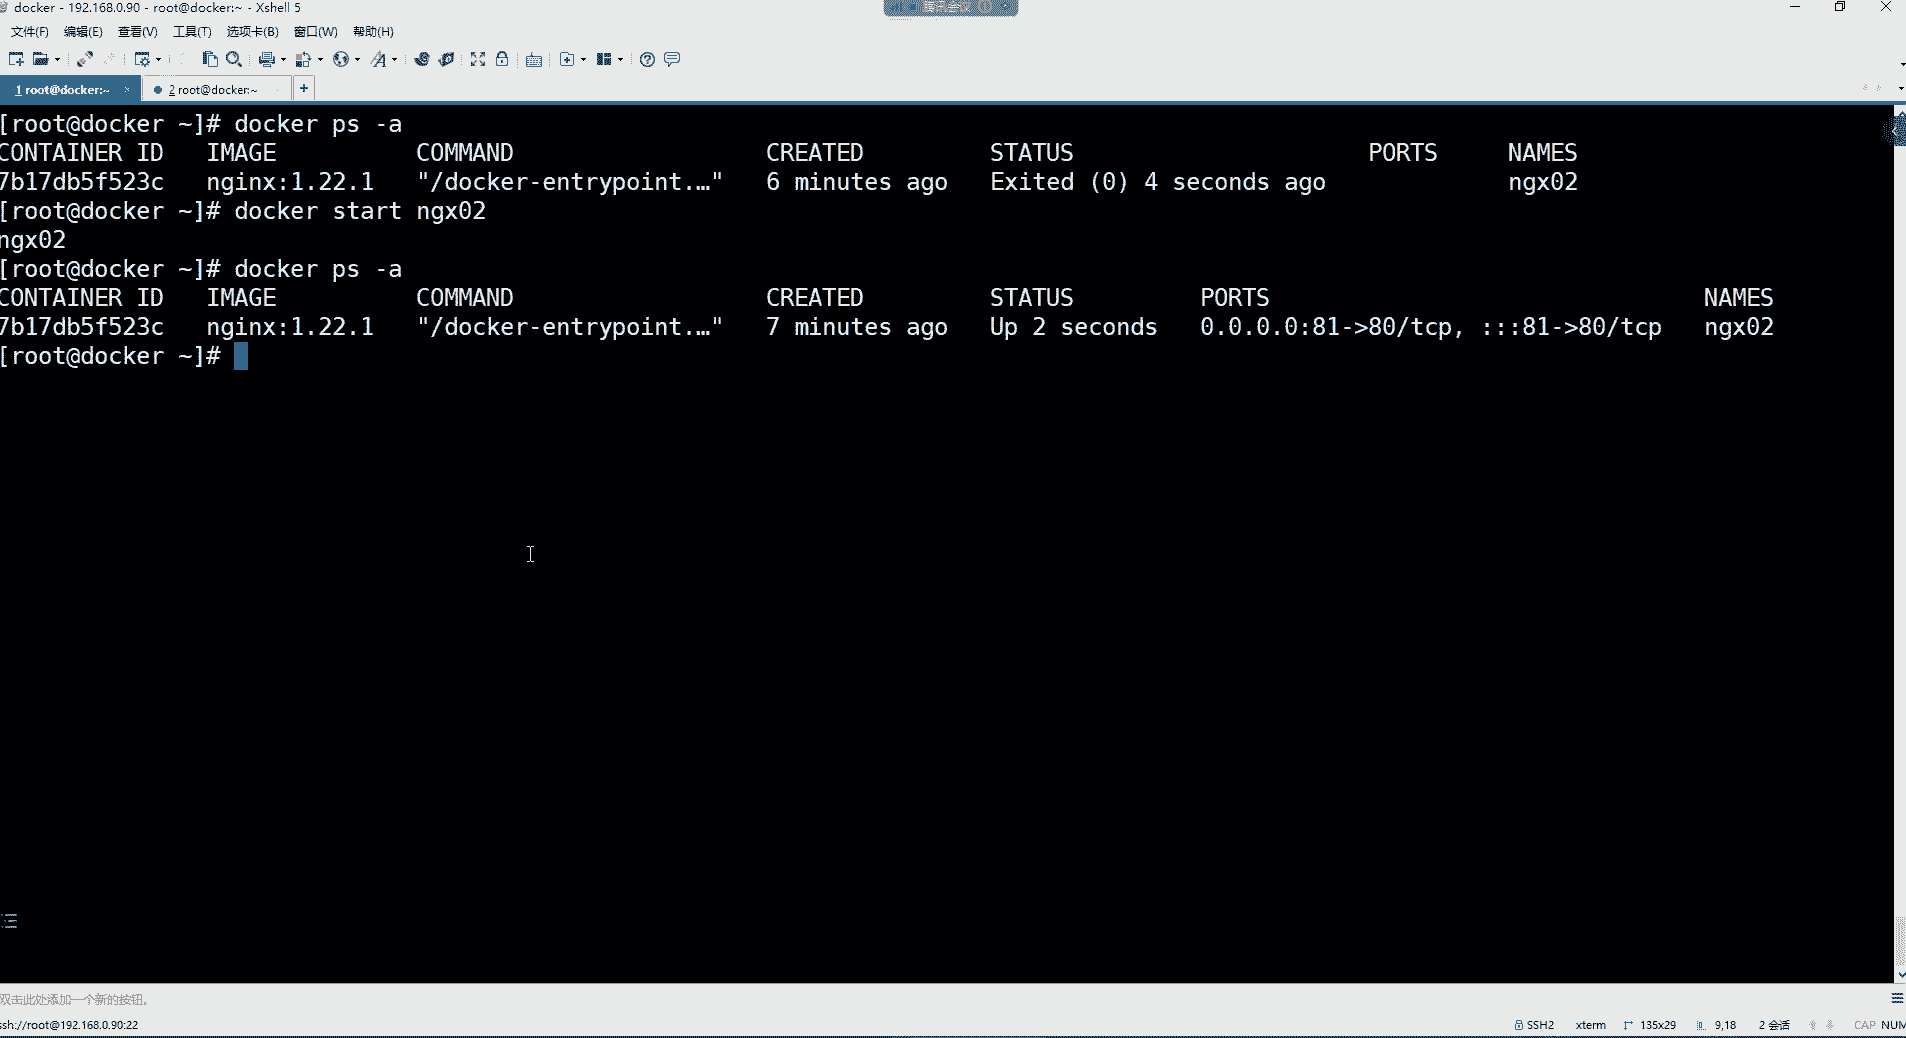 docker - 192.168.0.90 - root@docker:~ - Xshell 5
腾讯会议
文件(F) 编辑(E) 查看(V) 工具(T) 选项卡(B) 窗口(W) 帮助(H)
1 root@docker:~ × 2 root@docker:~ +
[root@docker ~]# docker ps -a
CONTAINER ID IMAGE COMMAND CREATED STATUS PORTS NAMES
7b17db5f523c nginx:1.22.1 "/docker-entrypoint.…" 6 minutes ago Exited (0) 4 seconds ago ngx02
[root@docker ~]# docker start ngx02
ngx02
[root@docker ~]# docker ps -a
CONTAINER ID IMAGE COMMAND CREATED STATUS PORTS NAMES
7b17db5f523c nginx:1.22.1 "/docker-entrypoint.…" 7 minutes ago Up 2 seconds 0.0.0.0:81->80/tcp, :::81->80/tcp ngx02
[root@docker ~]#
双击此处添加一个新的按钮。
ssh://root@192.168.0.90:22 SSH2 xterm 135x29 9,18 2 会话 CAP NUM